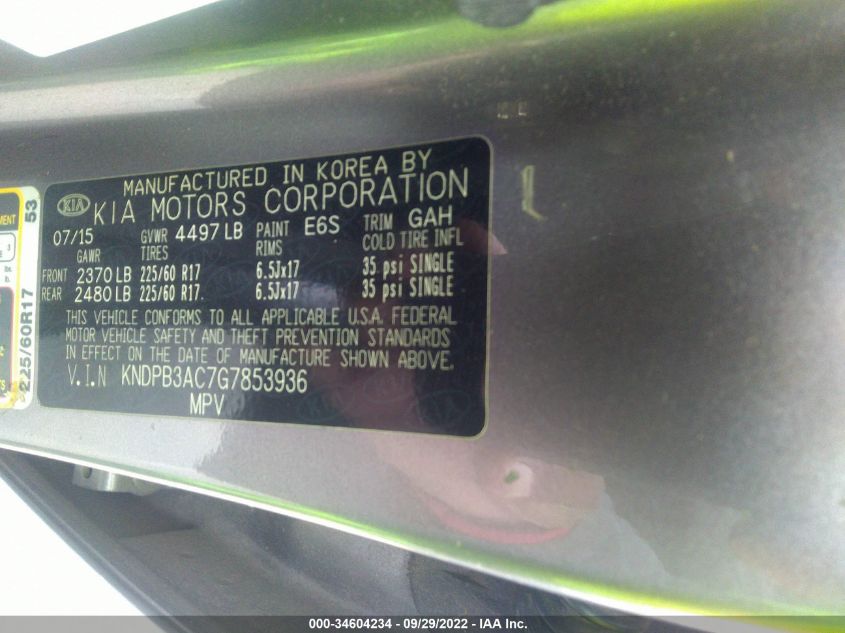 MANUFACTURED IN KOREA BY
KIA KIA MOTORS CORPORATION
07/15 GVWR 4497 LB PAINT E6S TRIM GAH
GAWR TIRES RIMS COLD TIRE INFL
FRONT 2370 LB 225/60 R17 6.5Jx17 35 psi SINGLE
REAR 2480 LB 225/60 R17 6.5Jx17 35 psi SINGLE
THIS VEHICLE CONFORMS TO ALL APPLICABLE U.S.A. FEDERAL
MOTOR VEHICLE SAFETY AND THEFT PREVENTION STANDARDS
IN EFFECT ON THE DATE OF MANUFACTURE SHOWN ABOVE.
V.I.N KNDPB3AC7G7853936
MPV
225/60R17 53
000-34604234 - 09/29/2022 - IAA Inc.